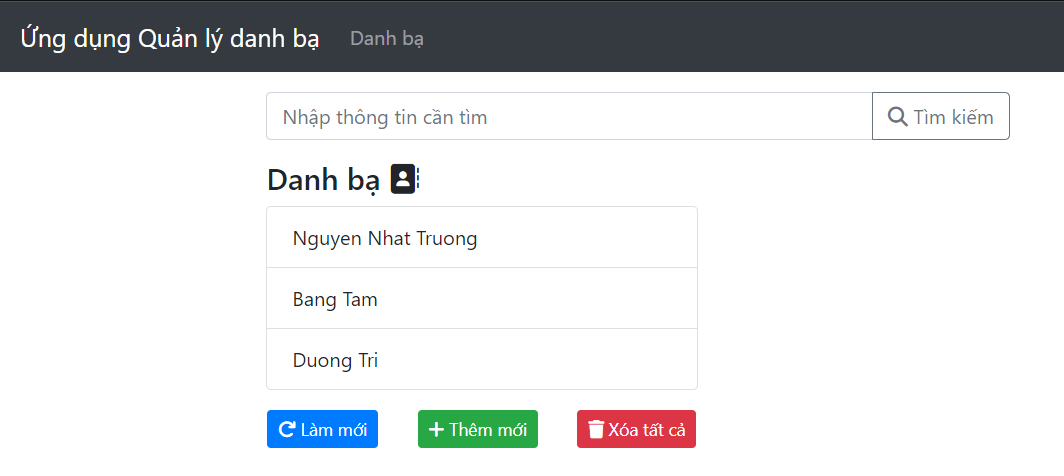 Ứng dụng Quản lý danh bạ Danh bạ
Nhập thông tin cần tìm Tìm kiếm
Danh bạ
Nguyen Nhat Truong
Bang Tam
Duong Tri
Làm mới Thêm mới Xóa tất cả